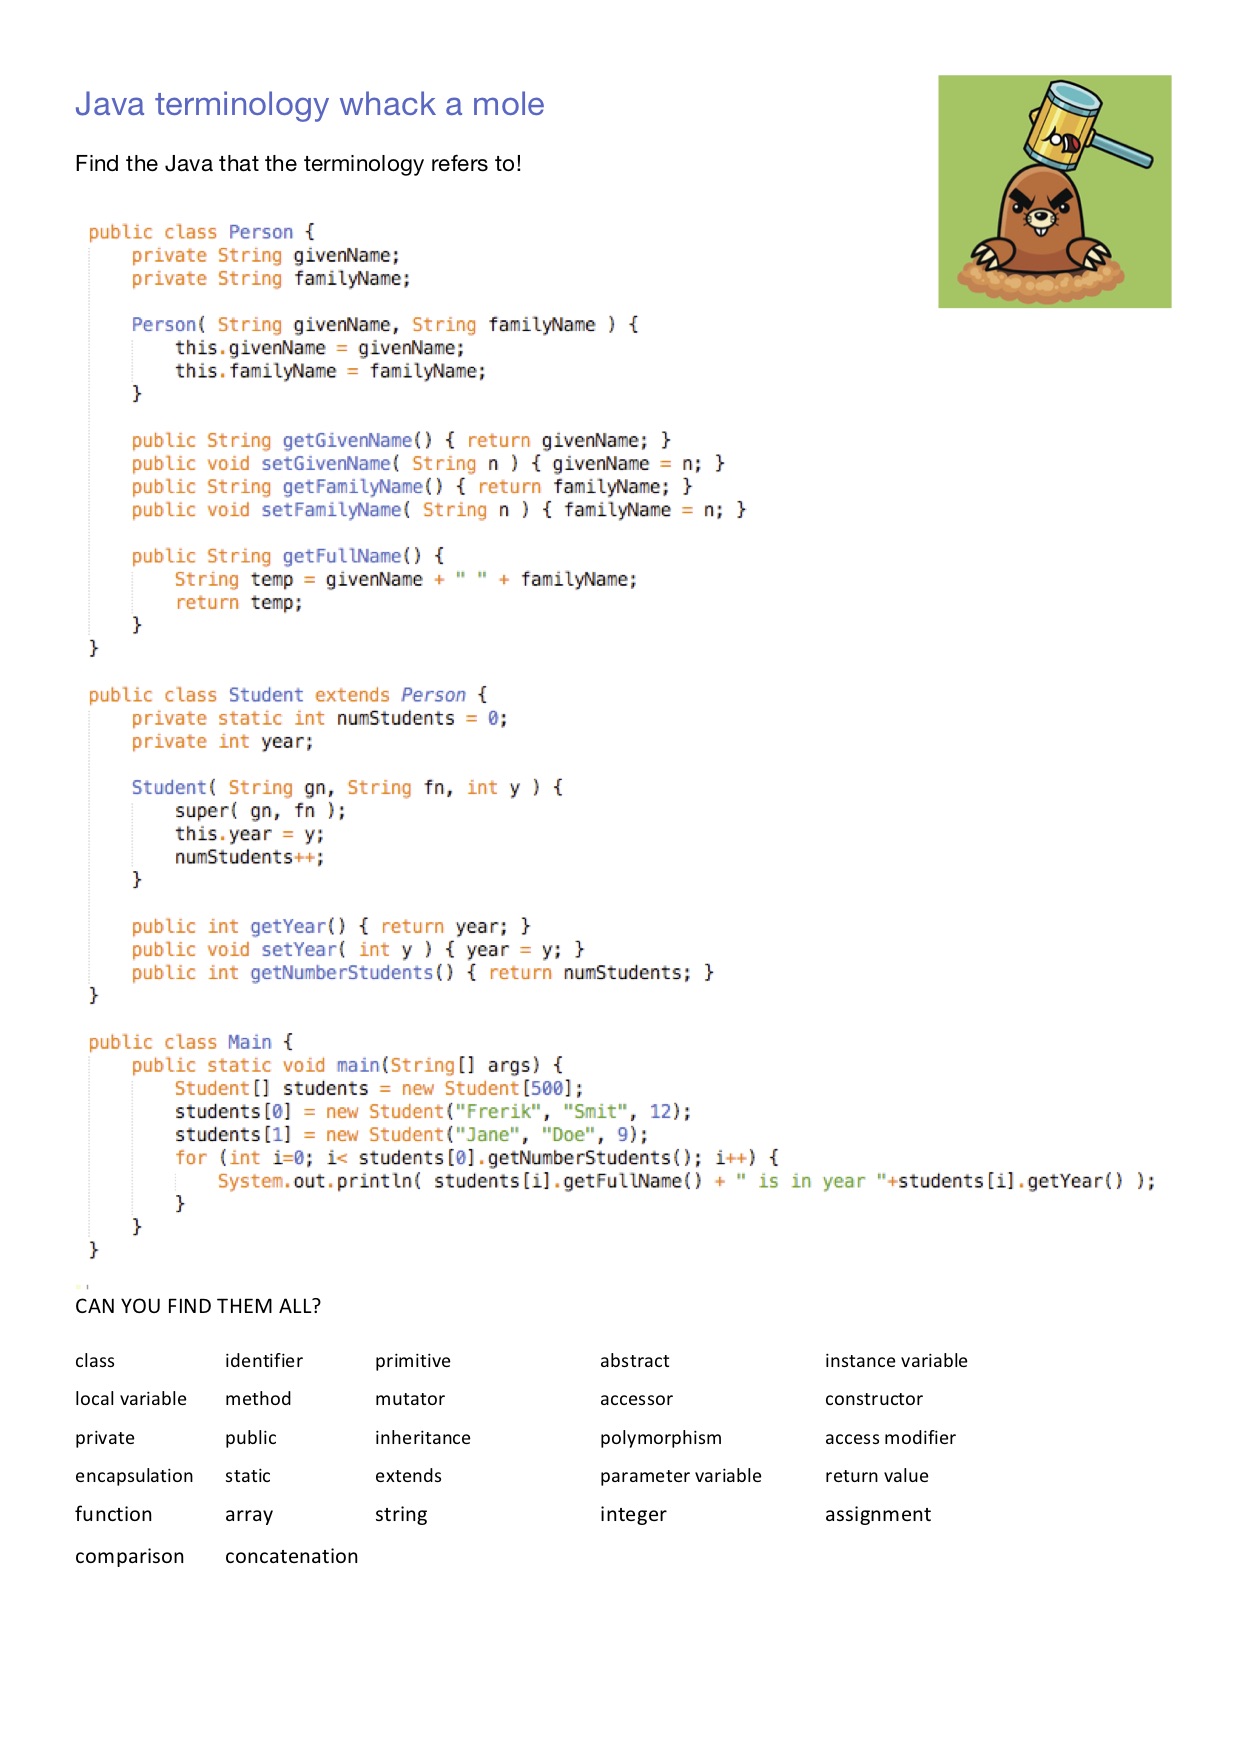 Java terminology whack a mole
Find the Java that the terminology refers to!
public class Person {
    private String givenName;
    private String familyName;
    Person( String givenName, String familyName ) {
        this.givenName = givenName;
        this.familyName = familyName;
    }
    public String getGivenName() { return givenName; }
    public void setGivenName( String n ) { givenName = n; }
    public String getFamilyName() { return familyName; }
    public void setFamilyName( String n ) { familyName = n; }
    public String getFullName() {
        String temp = givenName + " " + familyName;
        return temp;
    }
}
public class Student extends Person {
    private static int numStudents = 0;
    private int year;
    Student( String gn, String fn, int y ) {
        super( gn, fn );
        this.year = y;
        numStudents++;
    }
    public int getYear() { return year; }
    public void setYear( int y ) { year = y; }
    public int getNumberStudents() { return numStudents; }
}
public class Main {
    public static void main(String[] args) {
        Student[] students = new Student[500];
        students[0] = new Student("Frerik", "Smit", 12);
        students[1] = new Student("Jane", "Doe", 9);
        for (int i=0; i< students[0].getNumberStudents(); i++) {
            System.out.println( students[i].getFullName() + " is in year "+students[i].getYear() );
        }
    }
}
CAN YOU FIND THEM ALL?
class identifier primitive abstract instance variable
local variable method mutator accessor constructor
private public inheritance polymorphism access modifier
encapsulation static extends parameter variable return value
function array string integer assignment
comparison concatenation